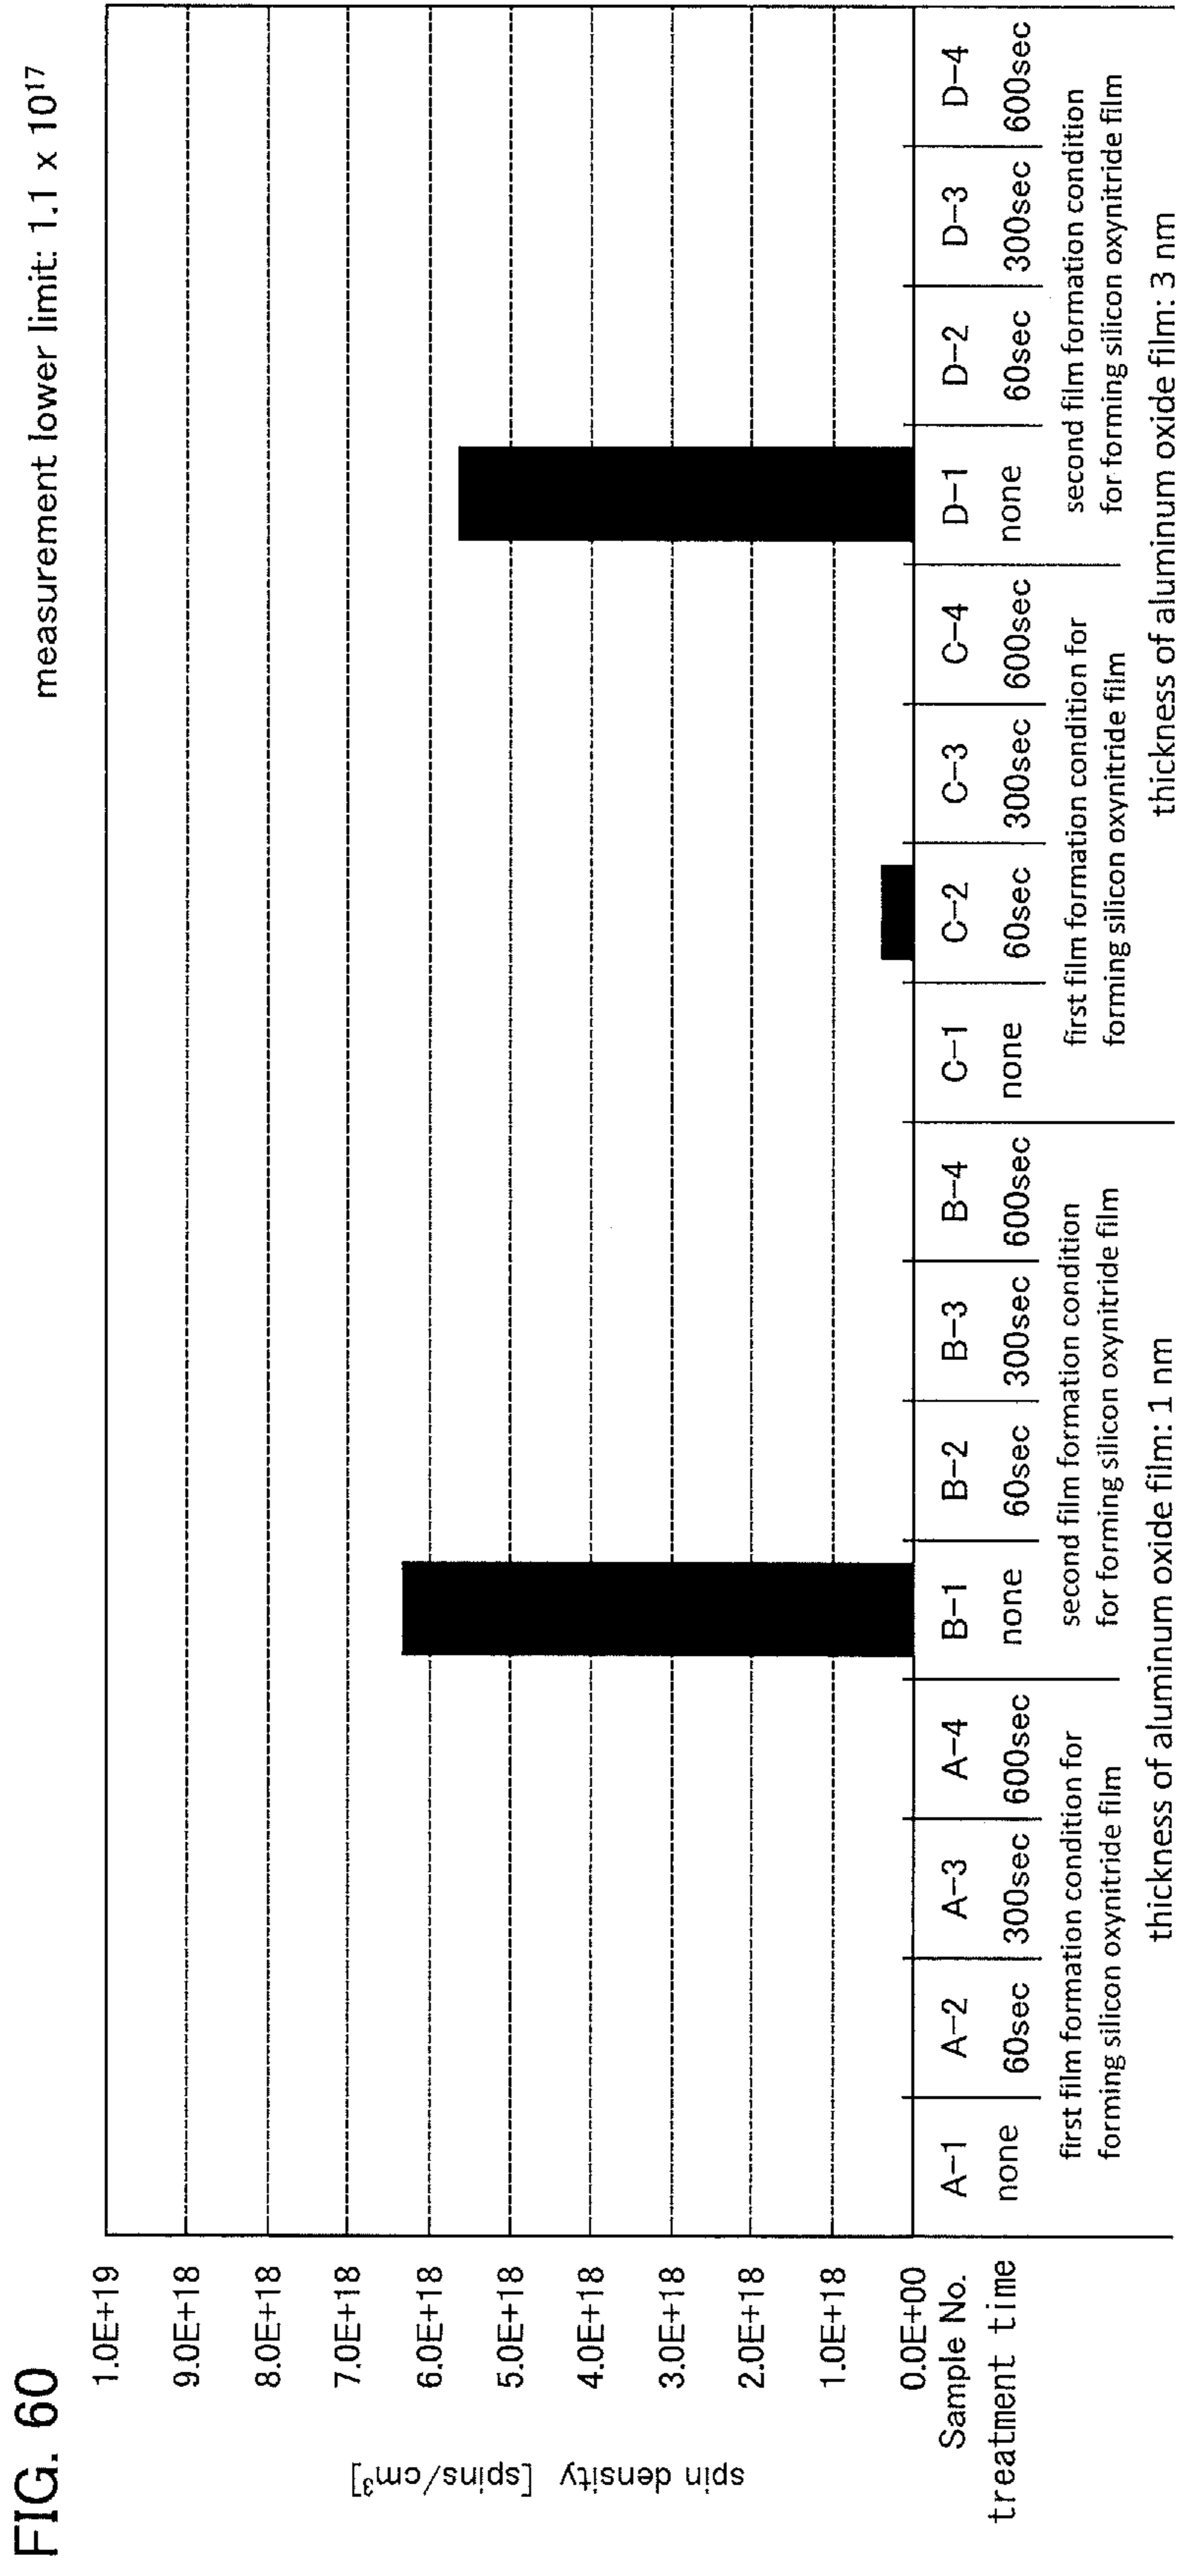 FIG. 60
measurement lower limit: 1.1 x 10¹⁷
spin density [spins/cm³]
1.0E+19
9.0E+18
8.0E+18
7.0E+18
6.0E+18
5.0E+18
4.0E+18
3.0E+18
2.0E+18
1.0E+18
0.0E+00
Sample No. A-1 A-2 A-3 A-4 B-1 B-2 B-3 B-4 C-1 C-2 C-3 C-4 D-1 D-2 D-3 D-4
treatment time none 60sec 300sec 600sec none 60sec 300sec 600sec none 60sec 300sec 600sec none 60sec 300sec 600sec
first film formation condition for
forming silicon oxynitride film
second film formation condition
for forming silicon oxynitride film
first film formation condition for
forming silicon oxynitride film
second film formation condition
for forming silicon oxynitride film
thickness of aluminum oxide film: 1 nm
thickness of aluminum oxide film: 3 nm